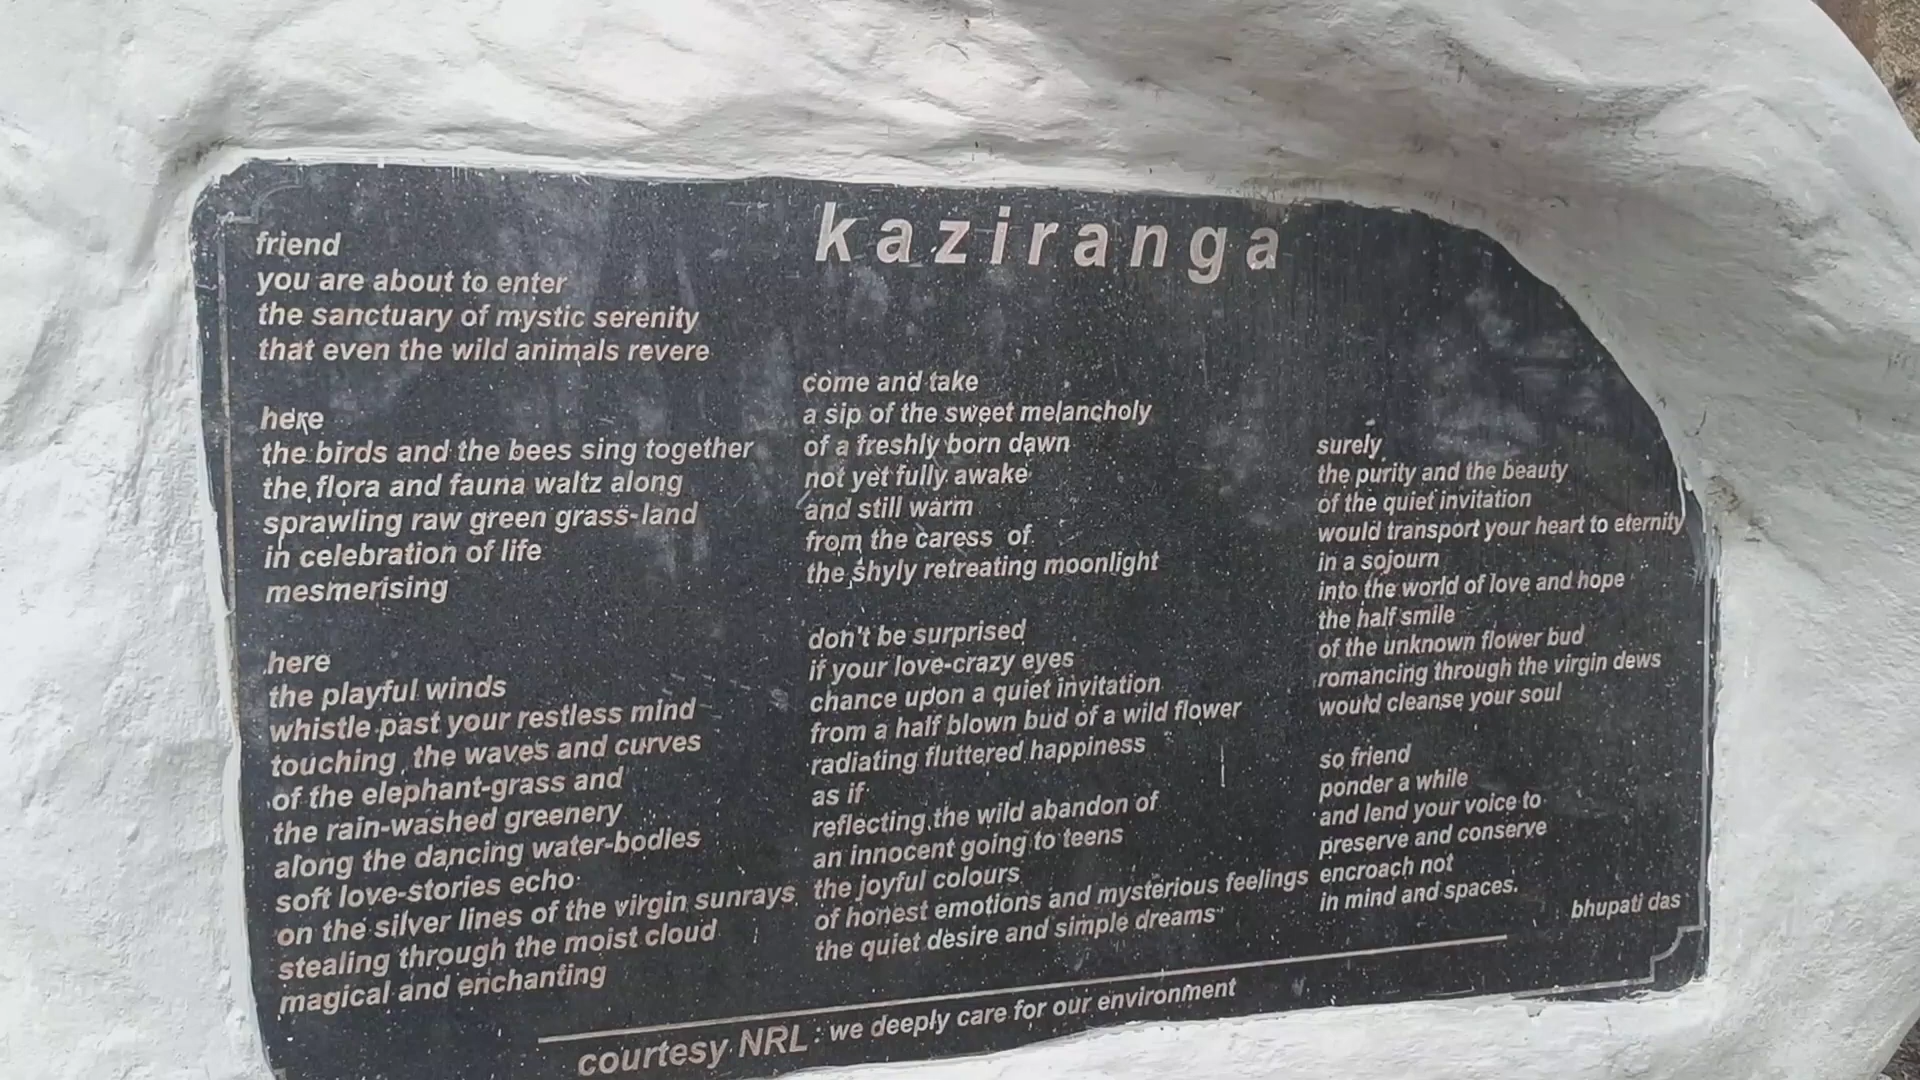 kaziranga
friend
you are about to enter
the sanctuary of mystic serenity
that even the wild animals revere
here
the birds and the bees sing together
the flora and fauna waltz along
sprawling raw green grass-land
in celebration of life
mesmerising
here
the playful winds
whistle past your restless mind
touching the waves and curves
of the elephant-grass and
the rain-washed greenery
along the dancing water-bodies
soft love-stories echo
on the silver lines of the virgin sunrays
stealing through the moist cloud
magical and enchanting
come and take
a sip of the sweet melancholy
of a freshly born dawn
not yet fully awake
and still warm
from the caress of
the shyly retreating moonlight
don't be surprised
if your love-crazy eyes
chance upon a quiet invitation
from a half blown bud of a wild flower
radiating fluttered happiness
as if
reflecting the wild abandon of
an innocent going to teens
the joyful colours
of honest emotions and mysterious feelings
the quiet desire and simple dreams
surely
the purity and the beauty
of the quiet invitation
would transport your heart to eternity
in a sojourn
into the world of love and hope
the half smile
of the unknown flower bud
romancing through the virgin dews
would cleanse your soul
so friend
ponder a while
and lend your voice to
preserve and conserve
encroach not
in mind and spaces.
bhupati das
courtesy NRL : we deeply care for our environment